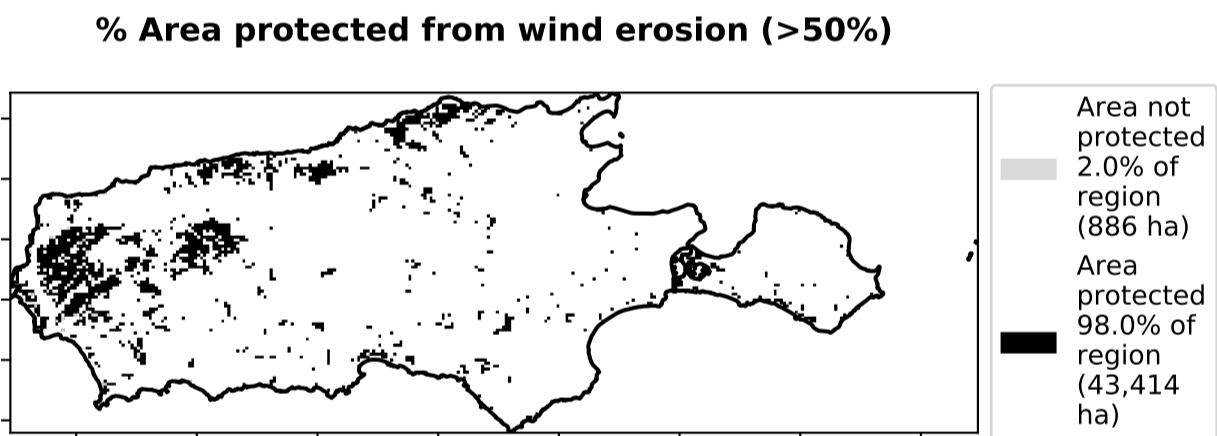 % Area protected from wind erosion (>50%)
Area not
protected
2.0% of
region
(886 ha)
Area
protected
98.0% of
region
(43,414
ha)